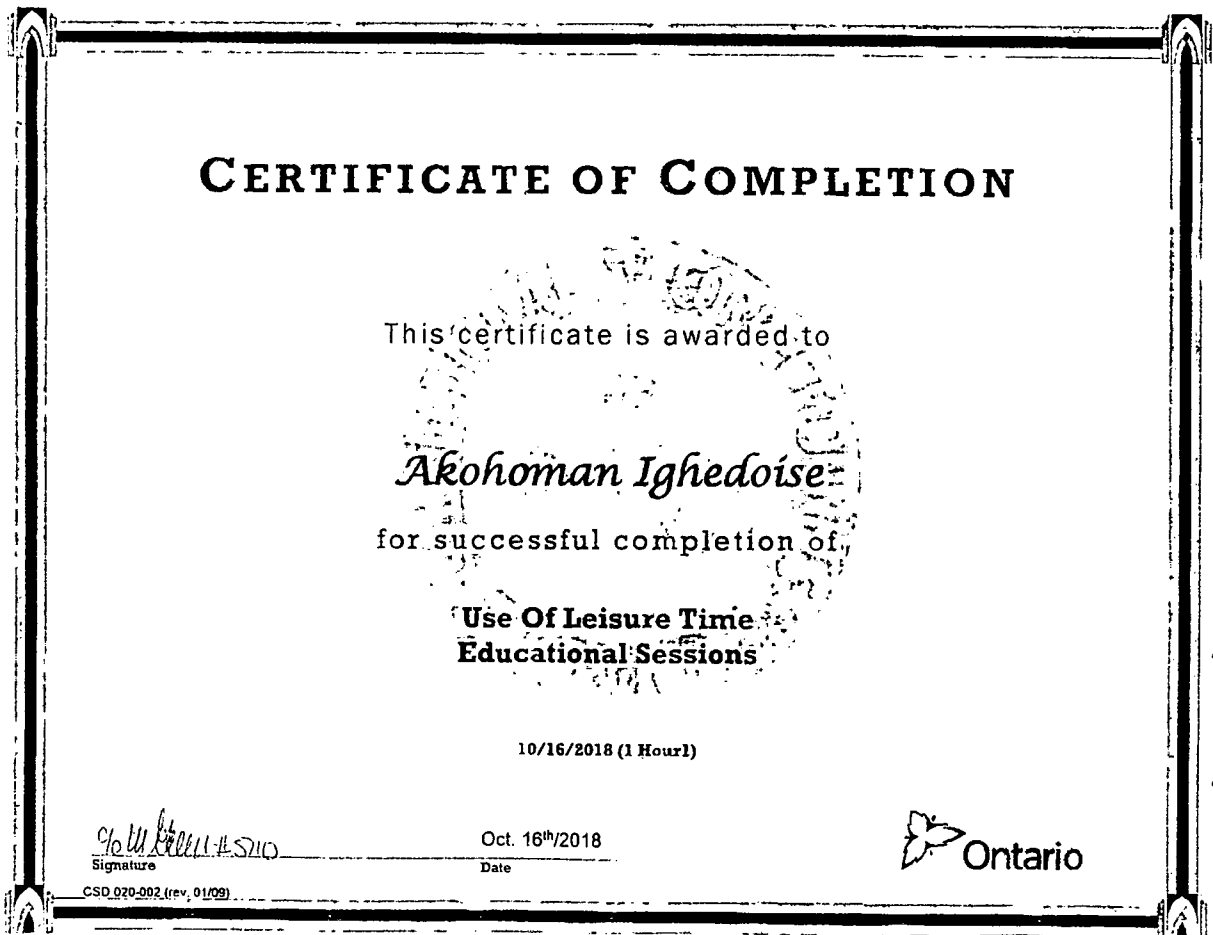 CERTIFICATE OF COMPLETION
This certificate is awarded to
Akohoman Ighedoise
for successful completion of
Use Of Leisure Time
Educational Sessions
10/16/2018 (1 Hour1)
Oct. 16th/2018
Signature
Date
Ontario
CSD 020-002 (rev. 01/09)